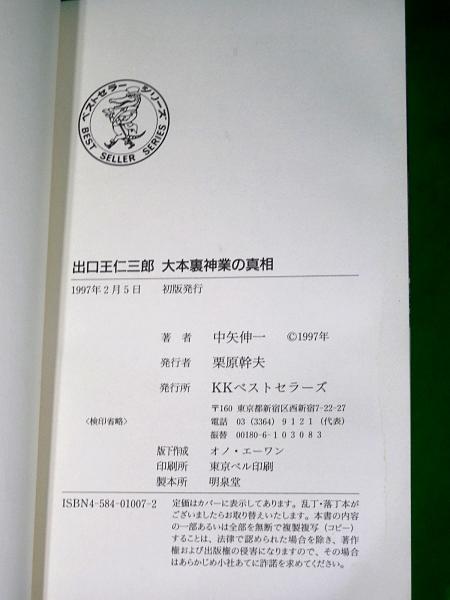 ベストセラーシリーズ
BEST SELLER SERIES
出口王仁三郎 大本裏神業の真相
1997年2月5日 初版発行
著者 中矢伸一 ©1997年
発行者 栗原幹夫
発行所 KKベストセラーズ
〒160 東京都新宿区西新宿7-22-27
〈検印省略〉 電話 03 (3364) 9121 (代表)
振替 00180-6-103083
版下作成 オノ・エーワン
印刷所 東京ベル印刷
製本所 明泉堂
ISBN4-584-01007-2 定価はカバーに表示してあります。乱丁・落丁本が
ございましたらお取り替えいたします。本書の内容
の一部あるいは全部を無断で複製複写(コピー)
することは、法律で認められた場合を除き、著作
権および出版権の侵害になりますので、その場合
はあらかじめ小社あてに許諾を求めてください。